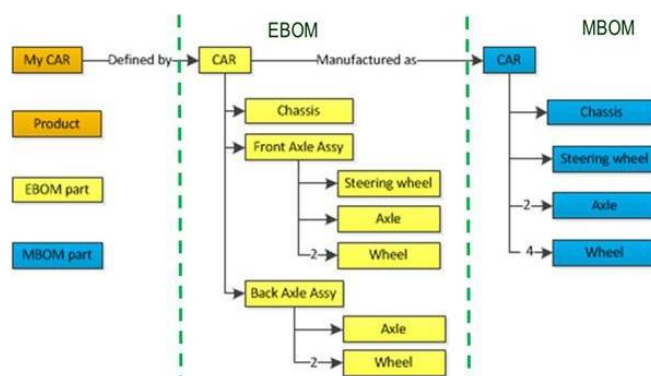 EBOM
MBOM
My CAR
Defined by
CAR
Manufactured as
CAR
Product
EBOM part
MBOM part
Chassis
Front Axle Assy
Steering wheel
Axle
2
Wheel
Back Axle Assy
Axle
2
Wheel
Chassis
Steering wheel
2
Axle
4
Wheel